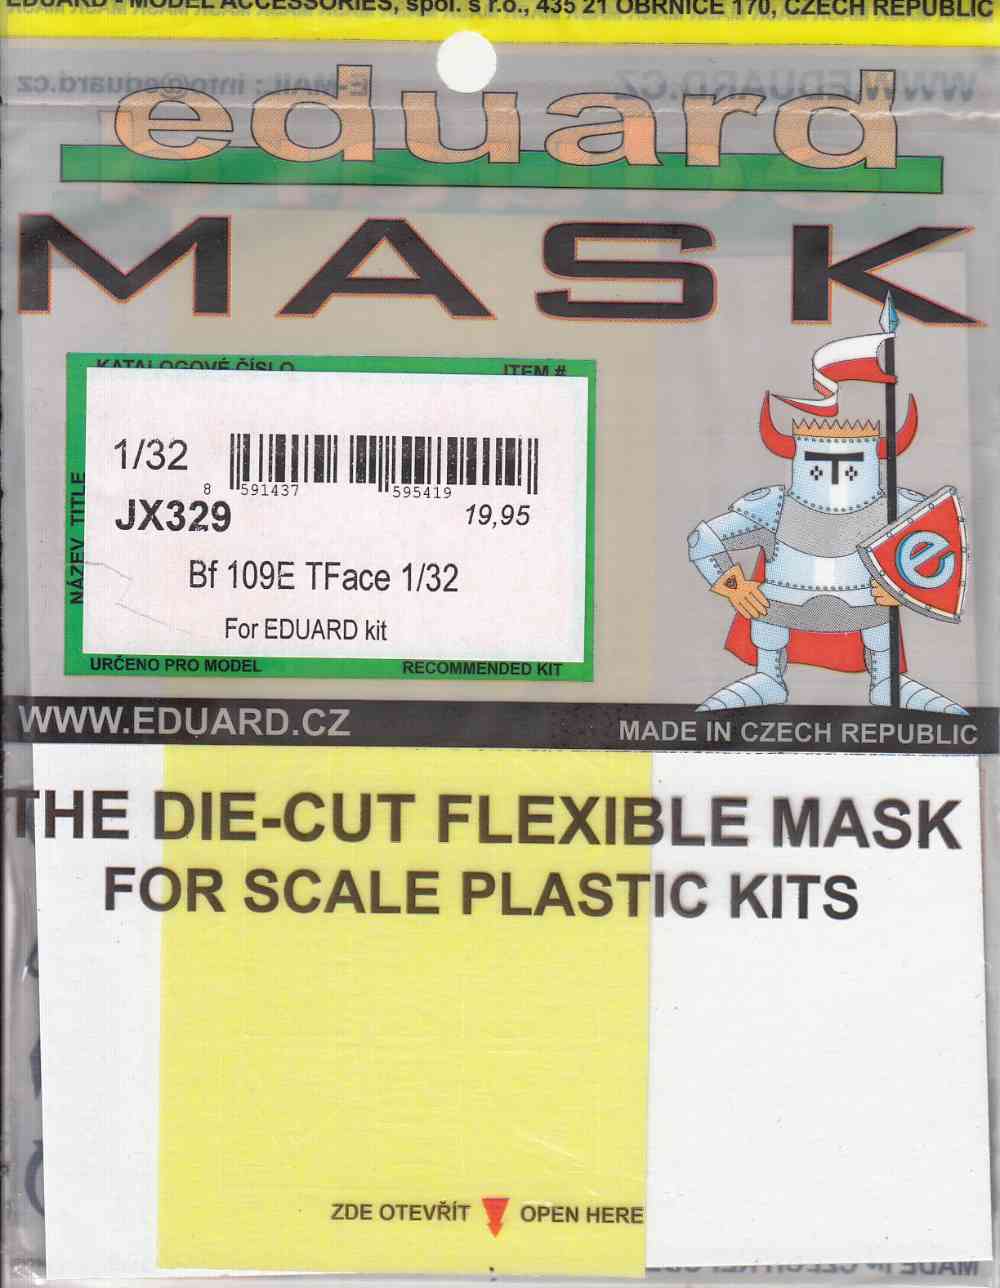 EDUARD - MODEL ACCESSORIES, spol. s r.o., 435 21 OBRNICE 170, CZECH REPUBLIC
E-MAIL: info@eduard.cz
WWW.EDUARD.CZ
eduard
MASK
KATALOGOVÉ ČÍSLO
ITEM #
1/32
8 591437 595419
JX329
19,95
NÁZEV TITLE
Bf 109E TFace 1/32
For EDUARD kit
URČENO PRO MODEL
RECOMMENDED KIT
e
WWW.EDUARD.CZ
MADE IN CZECH REPUBLIC
THE DIE-CUT FLEXIBLE MASK
FOR SCALE PLASTIC KITS
ZDE OTEVŘÍT
OPEN HERE